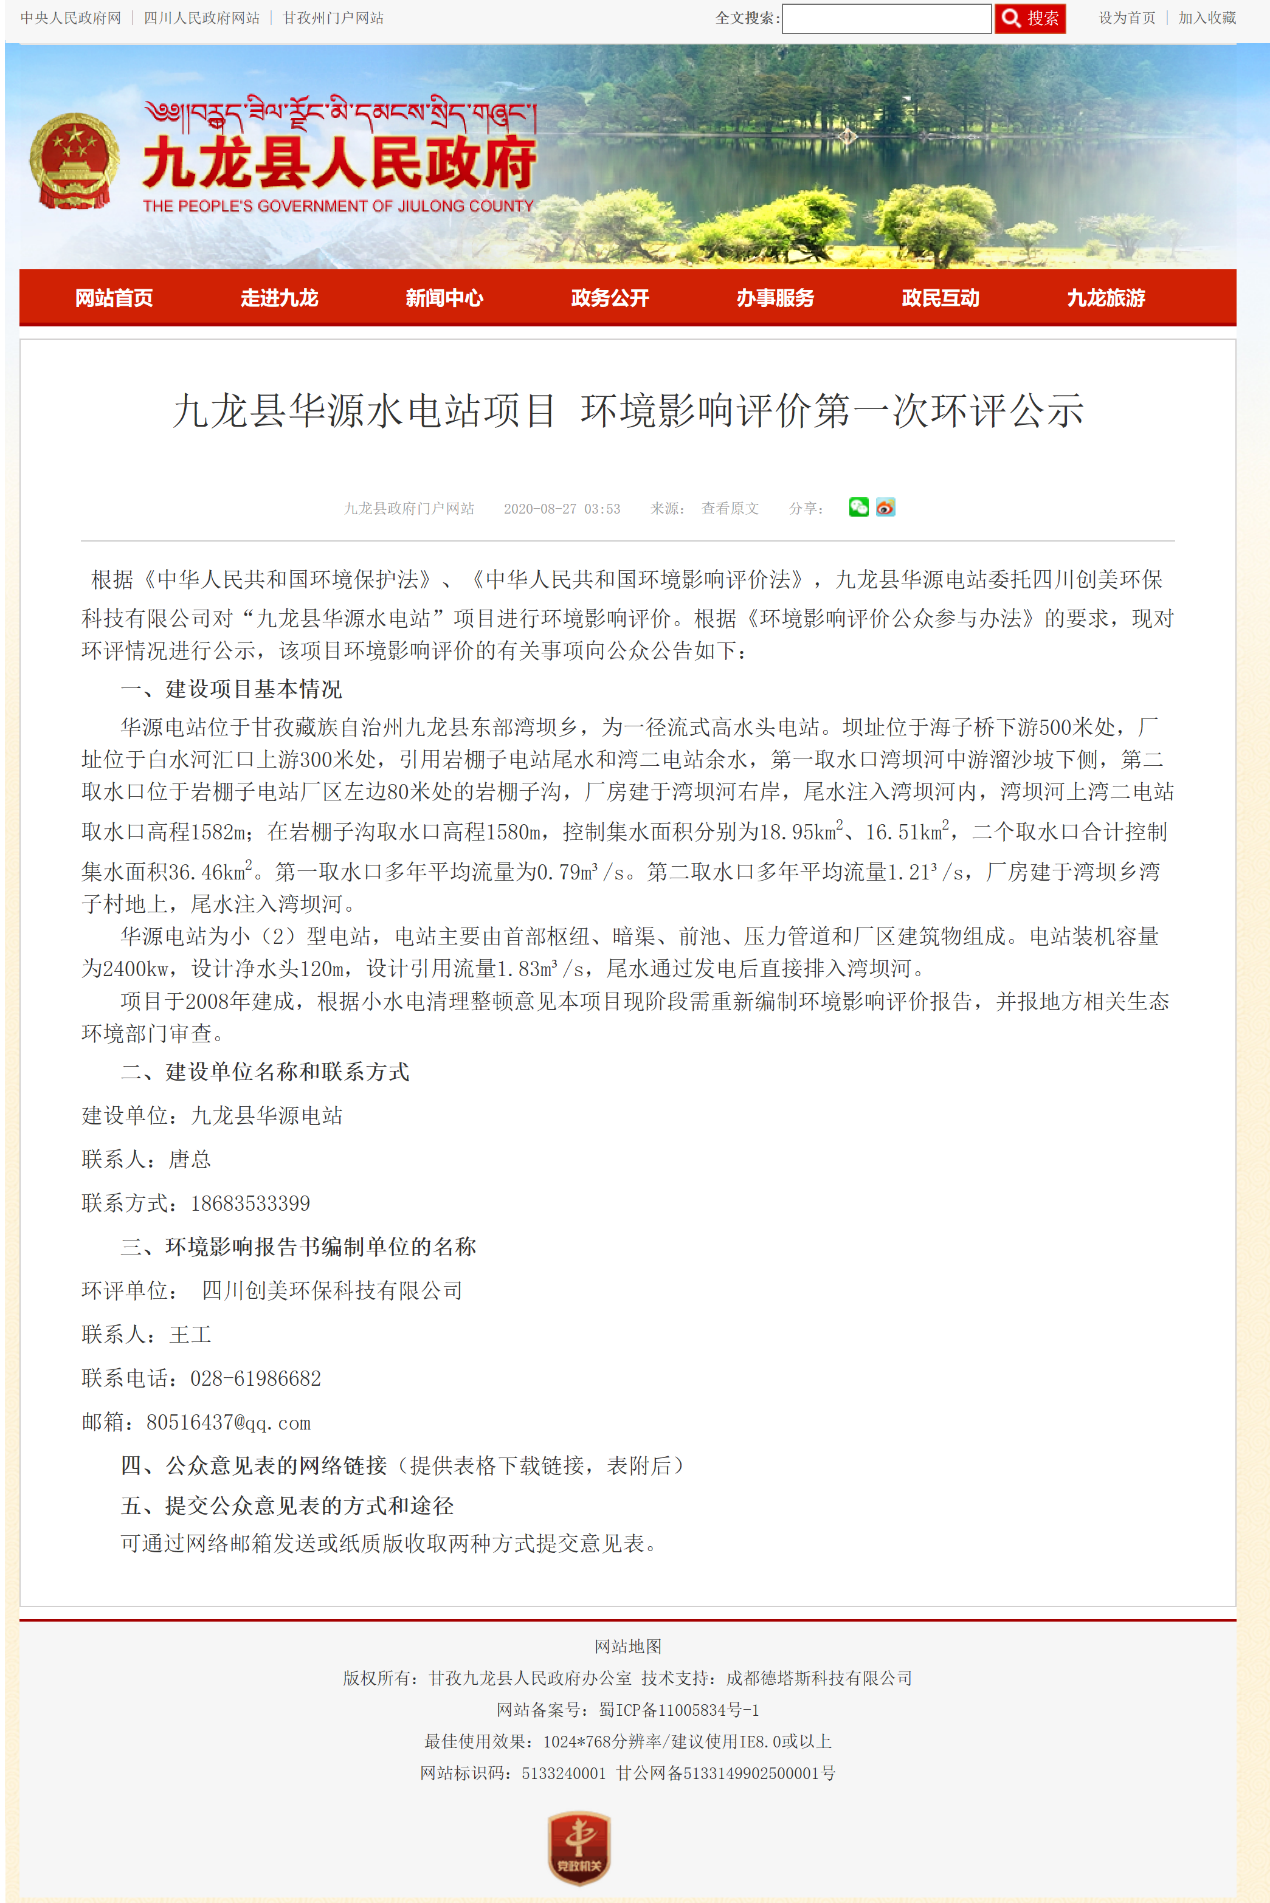 中央人民政府网 | 四川人民政府网站 | 甘孜州门户网站 全文搜索: 搜索 设为首页 | 加入收藏
༄༅།།བརྒྱད་ཟིལ་རྫོང་མི་དམངས་སྲིད་གཞུང་།
九龙县人民政府
THE PEOPLE'S GOVERNMENT OF JIULONG COUNTY
网站首页 走进九龙 新闻中心 政务公开 办事服务 政民互动 九龙旅游
九龙县华源水电站项目 环境影响评价第一次环评公示
九龙县政府门户网站 2020-08-27 03:53 来源： 查看原文 分享：
根据《中华人民共和国环境保护法》、《中华人民共和国环境影响评价法》，九龙县华源电站委托四川创美环保
科技有限公司对“九龙县华源水电站”项目进行环境影响评价。根据《环境影响评价公众参与办法》的要求，现对
环评情况进行公示，该项目环境影响评价的有关事项向公众公告如下：
一、建设项目基本情况
华源电站位于甘孜藏族自治州九龙县东部湾坝乡，为一径流式高水头电站。坝址位于海子桥下游500米处，厂
址位于白水河汇口上游300米处，引用岩棚子电站尾水和湾二电站余水，第一取水口湾坝河中游溜沙坡下侧，第二
取水口位于岩棚子电站厂区左边80米处的岩棚子沟，厂房建于湾坝河右岸，尾水注入湾坝河内，湾坝河上湾二电站
取水口高程1582m；在岩棚子沟取水口高程1580m，控制集水面积分别为18.95km²、16.51km²，二个取水口合计控制
集水面积36.46km²。第一取水口多年平均流量为0.79m³/s。第二取水口多年平均流量1.21³/s，厂房建于湾坝乡湾
子村地上，尾水注入湾坝河。
华源电站为小（2）型电站，电站主要由首部枢纽、暗渠、前池、压力管道和厂区建筑物组成。电站装机容量
为2400kw，设计净水头120m，设计引用流量1.83m³/s，尾水通过发电后直接排入湾坝河。
项目于2008年建成，根据小水电清理整顿意见本项目现阶段需重新编制环境影响评价报告，并报地方相关生态
环境部门审查。
二、建设单位名称和联系方式
建设单位：九龙县华源电站
联系人：唐总
联系方式：18683533399
三、环境影响报告书编制单位的名称
环评单位： 四川创美环保科技有限公司
联系人：王工
联系电话：028-61986682
邮箱：80516437@qq.com
四、公众意见表的网络链接（提供表格下载链接，表附后）
五、提交公众意见表的方式和途径
可通过网络邮箱发送或纸质版收取两种方式提交意见表。
网站地图
版权所有：甘孜九龙县人民政府办公室 技术支持：成都德塔斯科技有限公司
网站备案号：蜀ICP备11005834号-1
最佳使用效果：1024*768分辨率/建议使用IE8.0或以上
网站标识码：5133240001 甘公网备5133149902500001号
党政机关